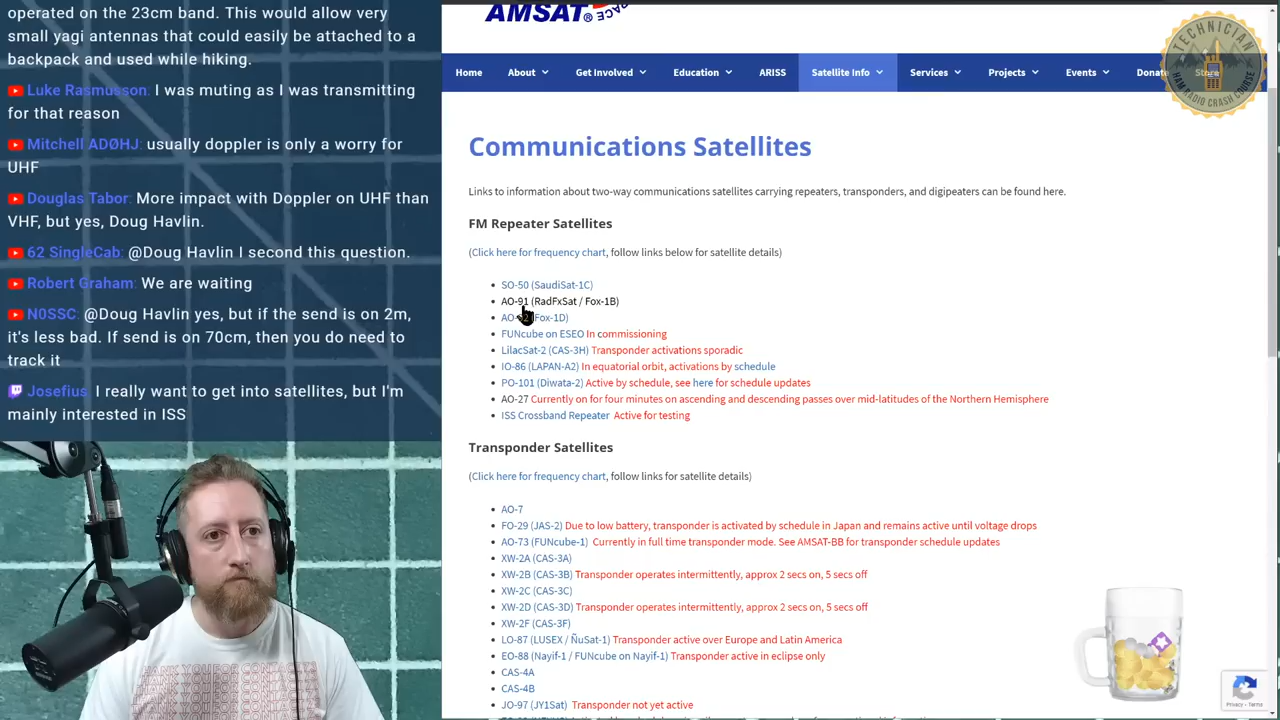 operated on the 23cm band. This would allow very
small yagi antennas that could easily be attached to a
backpack and used while hiking.
Luke Rasmusson: I was muting as I was transmitting
for that reason
Mitchell ADØHJ: usually doppler is only a worry for
UHF
Douglas Tabor: More impact with Doppler on UHF than
VHF, but yes, Doug Havlin.
62 SingleCab: @Doug Havlin I second this question.
Robert Graham: We are waiting
N0SSC: @Doug Havlin yes, but if the send is on 2m,
it's less bad. If send is on 70cm, then you do need to
track it
Josefius: I really want to get into satellites, but I'm
mainly interested in ISS
AMSAT®
Home
About
Get Involved
Education
ARISS
Satellite Info
Services
Projects
Events
Donate
Store
TECHNICIAN
HAM RADIO CRASH COURSE
Communications Satellites
Links to information about two-way communications satellites carrying repeaters, transponders, and digipeaters can be found here.
FM Repeater Satellites
(Click here for frequency chart, follow links below for satellite details)
SO-50 (SaudiSat-1C)
AO-91 (RadFxSat / Fox-1B)
(Fox-1D)
FUNcube on ESEO In commissioning
LilacSat-2 (CAS-3H) Transponder activations sporadic
IO-86 (LAPAN-A2) In equatorial orbit, activations by schedule
PO-101 (Diwata-2) Active by schedule, see here for schedule updates
AO-27 Currently on for four minutes on ascending and descending passes over mid-latitudes of the Northern Hemisphere
ISS Crossband Repeater Active for testing
Transponder Satellites
(Click here for frequency chart, follow links for satellite details)
AO-7
FO-29 (JAS-2) Due to low battery, transponder is activated by schedule in Japan and remains active until voltage drops
AO-73 (FUNcube-1) Currently in full time transponder mode. See AMSAT-BB for transponder schedule updates
XW-2A (CAS-3A)
XW-2B (CAS-3B) Transponder operates intermittently, approx 2 secs on, 5 secs off
XW-2C (CAS-3C)
XW-2D (CAS-3D) Transponder operates intermittently, approx 2 secs on, 5 secs off
XW-2F (CAS-3F)
LO-87 (LUSEX / ÑuSat-1) Transponder active over Europe and Latin America
EO-88 (Nayif-1 / FUNcube on Nayif-1) Transponder active in eclipse only
CAS-4A
CAS-4B
JO-97 (JY1Sat) Transponder not yet active
Privacy - Terms